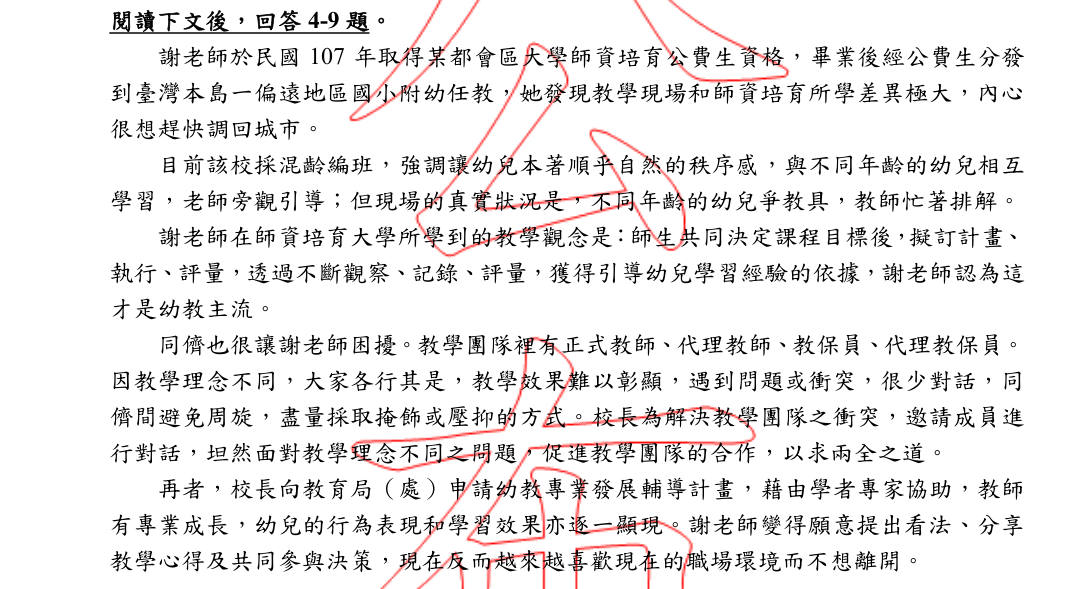 閱讀下文後，回答 4-9 題。
謝老師於民國 107 年取得某都會區大學師資培育公費生資格，畢業後經公費生分發
到臺灣本島一偏遠地區國小附幼任教，她發現教學現場和師資培育所學差異極大，內心
很想趕快調回城市。
目前該校採混齡編班，強調讓幼兒本著順乎自然的秩序感，與不同年齡的幼兒相互
學習，老師旁觀引導；但現場的真實狀況是，不同年齡的幼兒爭教具，教師忙著排解。
謝老師在師資培育大學所學到的教學觀念是：師生共同決定課程目標後，擬訂計畫、
執行、評量，透過不斷觀察、記錄、評量，獲得引導幼兒學習經驗的依據，謝老師認為這
才是幼教主流。
同儕也很讓謝老師困擾。教學團隊裡有正式教師、代理教師、教保員、代理教保員。
因教學理念不同，大家各行其是，教學效果難以彰顯，遇到問題或衝突，很少對話，同
儕間避免周旋，盡量採取掩飾或壓抑的方式。校長為解決教學團隊之衝突，邀請成員進
行對話，坦然面對教學理念不同之問題，促進教學團隊的合作，以求兩全之道。
再者，校長向教育局（處）申請幼教專業發展輔導計畫，藉由學者專家協助，教師
有專業成長，幼兒的行為表現和學習效果亦逐一顯現。謝老師變得願意提出看法、分享
教學心得及共同參與決策，現在反而越來越喜歡現在的職場環境而不想離開。